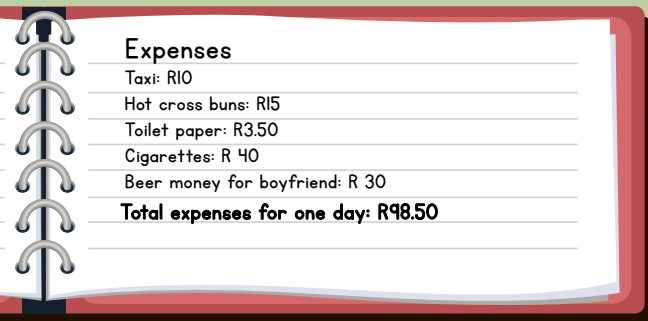 Expenses
Taxi: R10
Hot cross buns: R15
Toilet paper: R3.50
Cigarettes: R 40
Beer money for boyfriend: R 30
Total expenses for one day: R98.50